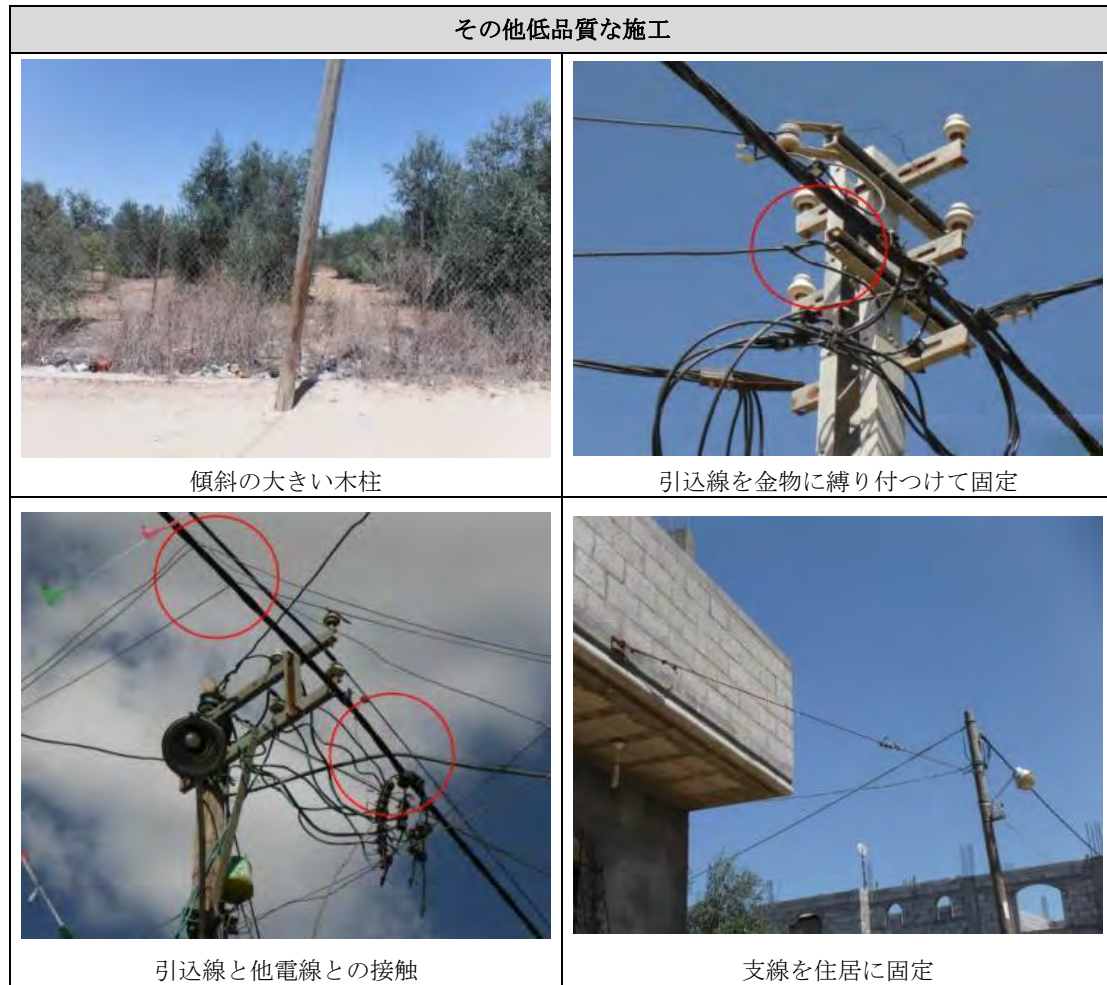 その他低品質な施工
傾斜の大きい木柱
引込線を金物に縛り付つけて固定
引込線と他電線との接触
支線を住居に固定